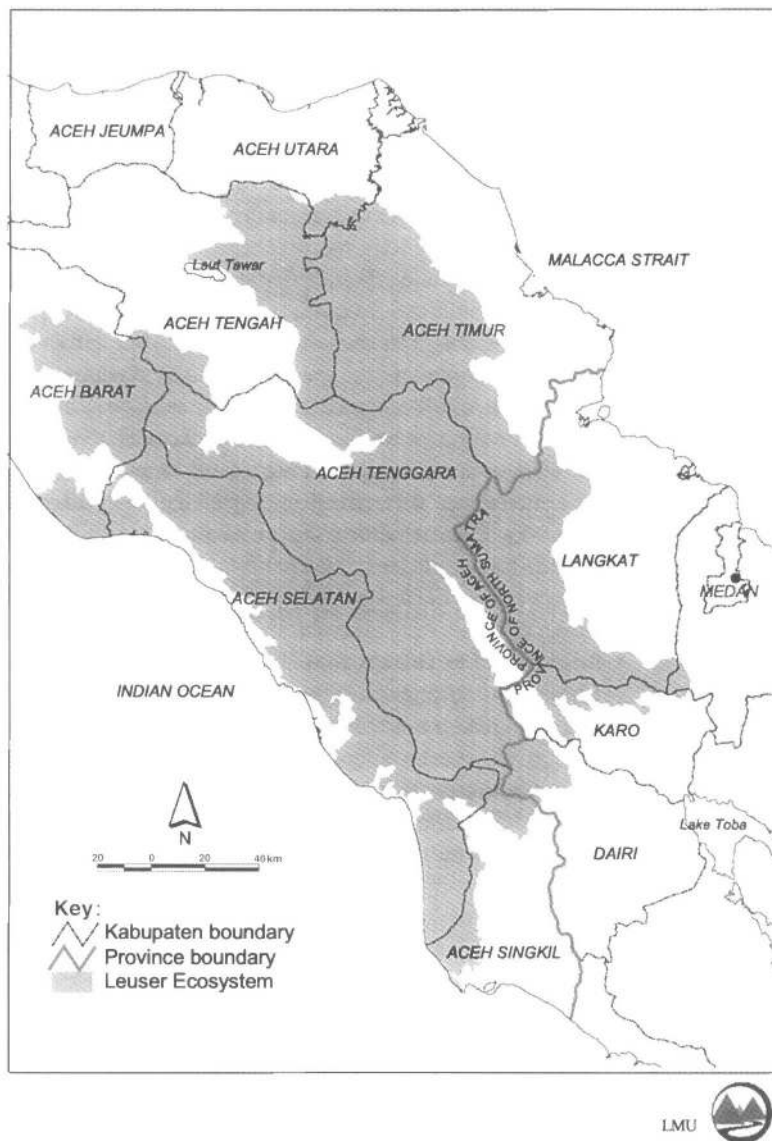 ACEH JEUMPA
ACEH UTARA
MALACCA STRAIT
Laut Tawar
ACEH TENGAH
ACEH TIMUR
ACEH BARAT
ACEH TENGGARA
PROVINCE OF ACEH
PROVINCE OF NORTH SUMATRA
LANGKAT
MEDAN
ACEH SELATAN
INDIAN OCEAN
KARO
N
Lake Toba
20 0 20 40 km
DAIRI
Key:
Kabupaten boundary
Province boundary
Leuser Ecosystem
ACEH SINGKIL
LMU